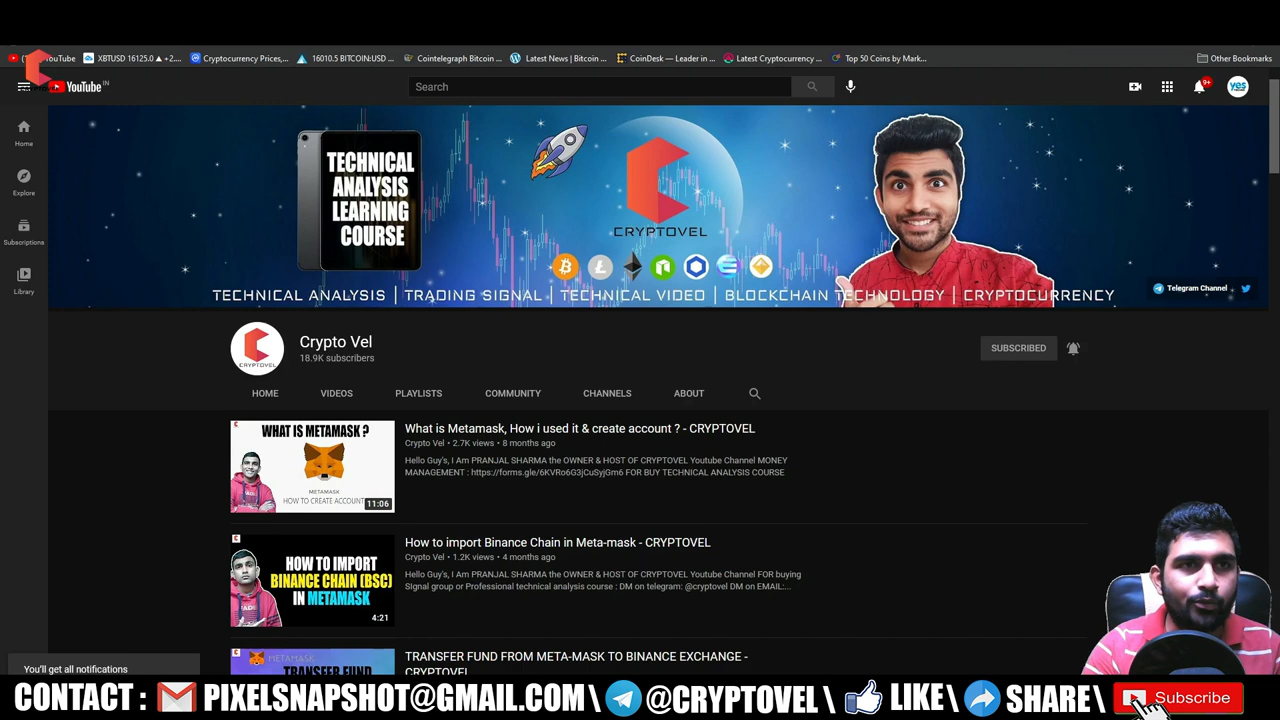 YouTube
XBTUSD 16125.0 ▲ +2....
Cryptocurrency Prices,...
16010.5 BITCOIN:USD ...
Cointelegraph Bitcoin ...
Latest News | Bitcoin ...
CoinDesk — Leader in ...
Latest Cryptocurrency ...
Top 50 Coins by Mark...
Other Bookmarks
YouTube IN
Search
9+
yes
Home
Explore
Subscriptions
Library
TECHNICAL
ANALYSIS
LEARNING
COURSE
CRYPTOVEL
TECHNICAL ANALYSIS | TRADING SIGNAL | TECHNICAL VIDEO | BLOCKCHAIN TECHNOLOGY | CRYPTOCURRENCY
Telegram Channel
CRYPTOVEL
Crypto Vel
18.9K subscribers
SUBSCRIBED
HOME
VIDEOS
PLAYLISTS
COMMUNITY
CHANNELS
ABOUT
WHAT IS METAMASK ?
METAMASK
HOW TO CREATE ACCOUNT
11:06
What is Metamask, How i used it & create account ? - CRYPTOVEL
Crypto Vel • 2.7K views • 8 months ago
Hello Guy's, I Am PRANJAL SHARMA the OWNER & HOST OF CRYPTOVEL Youtube Channel MONEY
MANAGEMENT : https://forms.gle/6KVRo6G3jCuSyjGm6 FOR BUY TECHNICAL ANALYSIS COURSE
HOW TO IMPORT
BINANCE CHAIN (BSC)
IN METAMASK
4:21
How to import Binance Chain in Meta-mask - CRYPTOVEL
Crypto Vel • 1.2K views • 4 months ago
Hello Guy's, I Am PRANJAL SHARMA the OWNER & HOST OF CRYPTOVEL Youtube Channel FOR buying
SIgnal group or Professional technical analysis course : DM on telegram: @cryptovel DM on EMAIL:...
METAMASK
TRANSFER FUND
TRANSFER FUND FROM META-MASK TO BINANCE EXCHANGE -
CRYPTOVEL
You'll get all notifications
CONTACT : PIXELSNAPSHOT@GMAIL.COM \ @CRYPTOVEL \ LIKE \ SHARE \ Subscribe